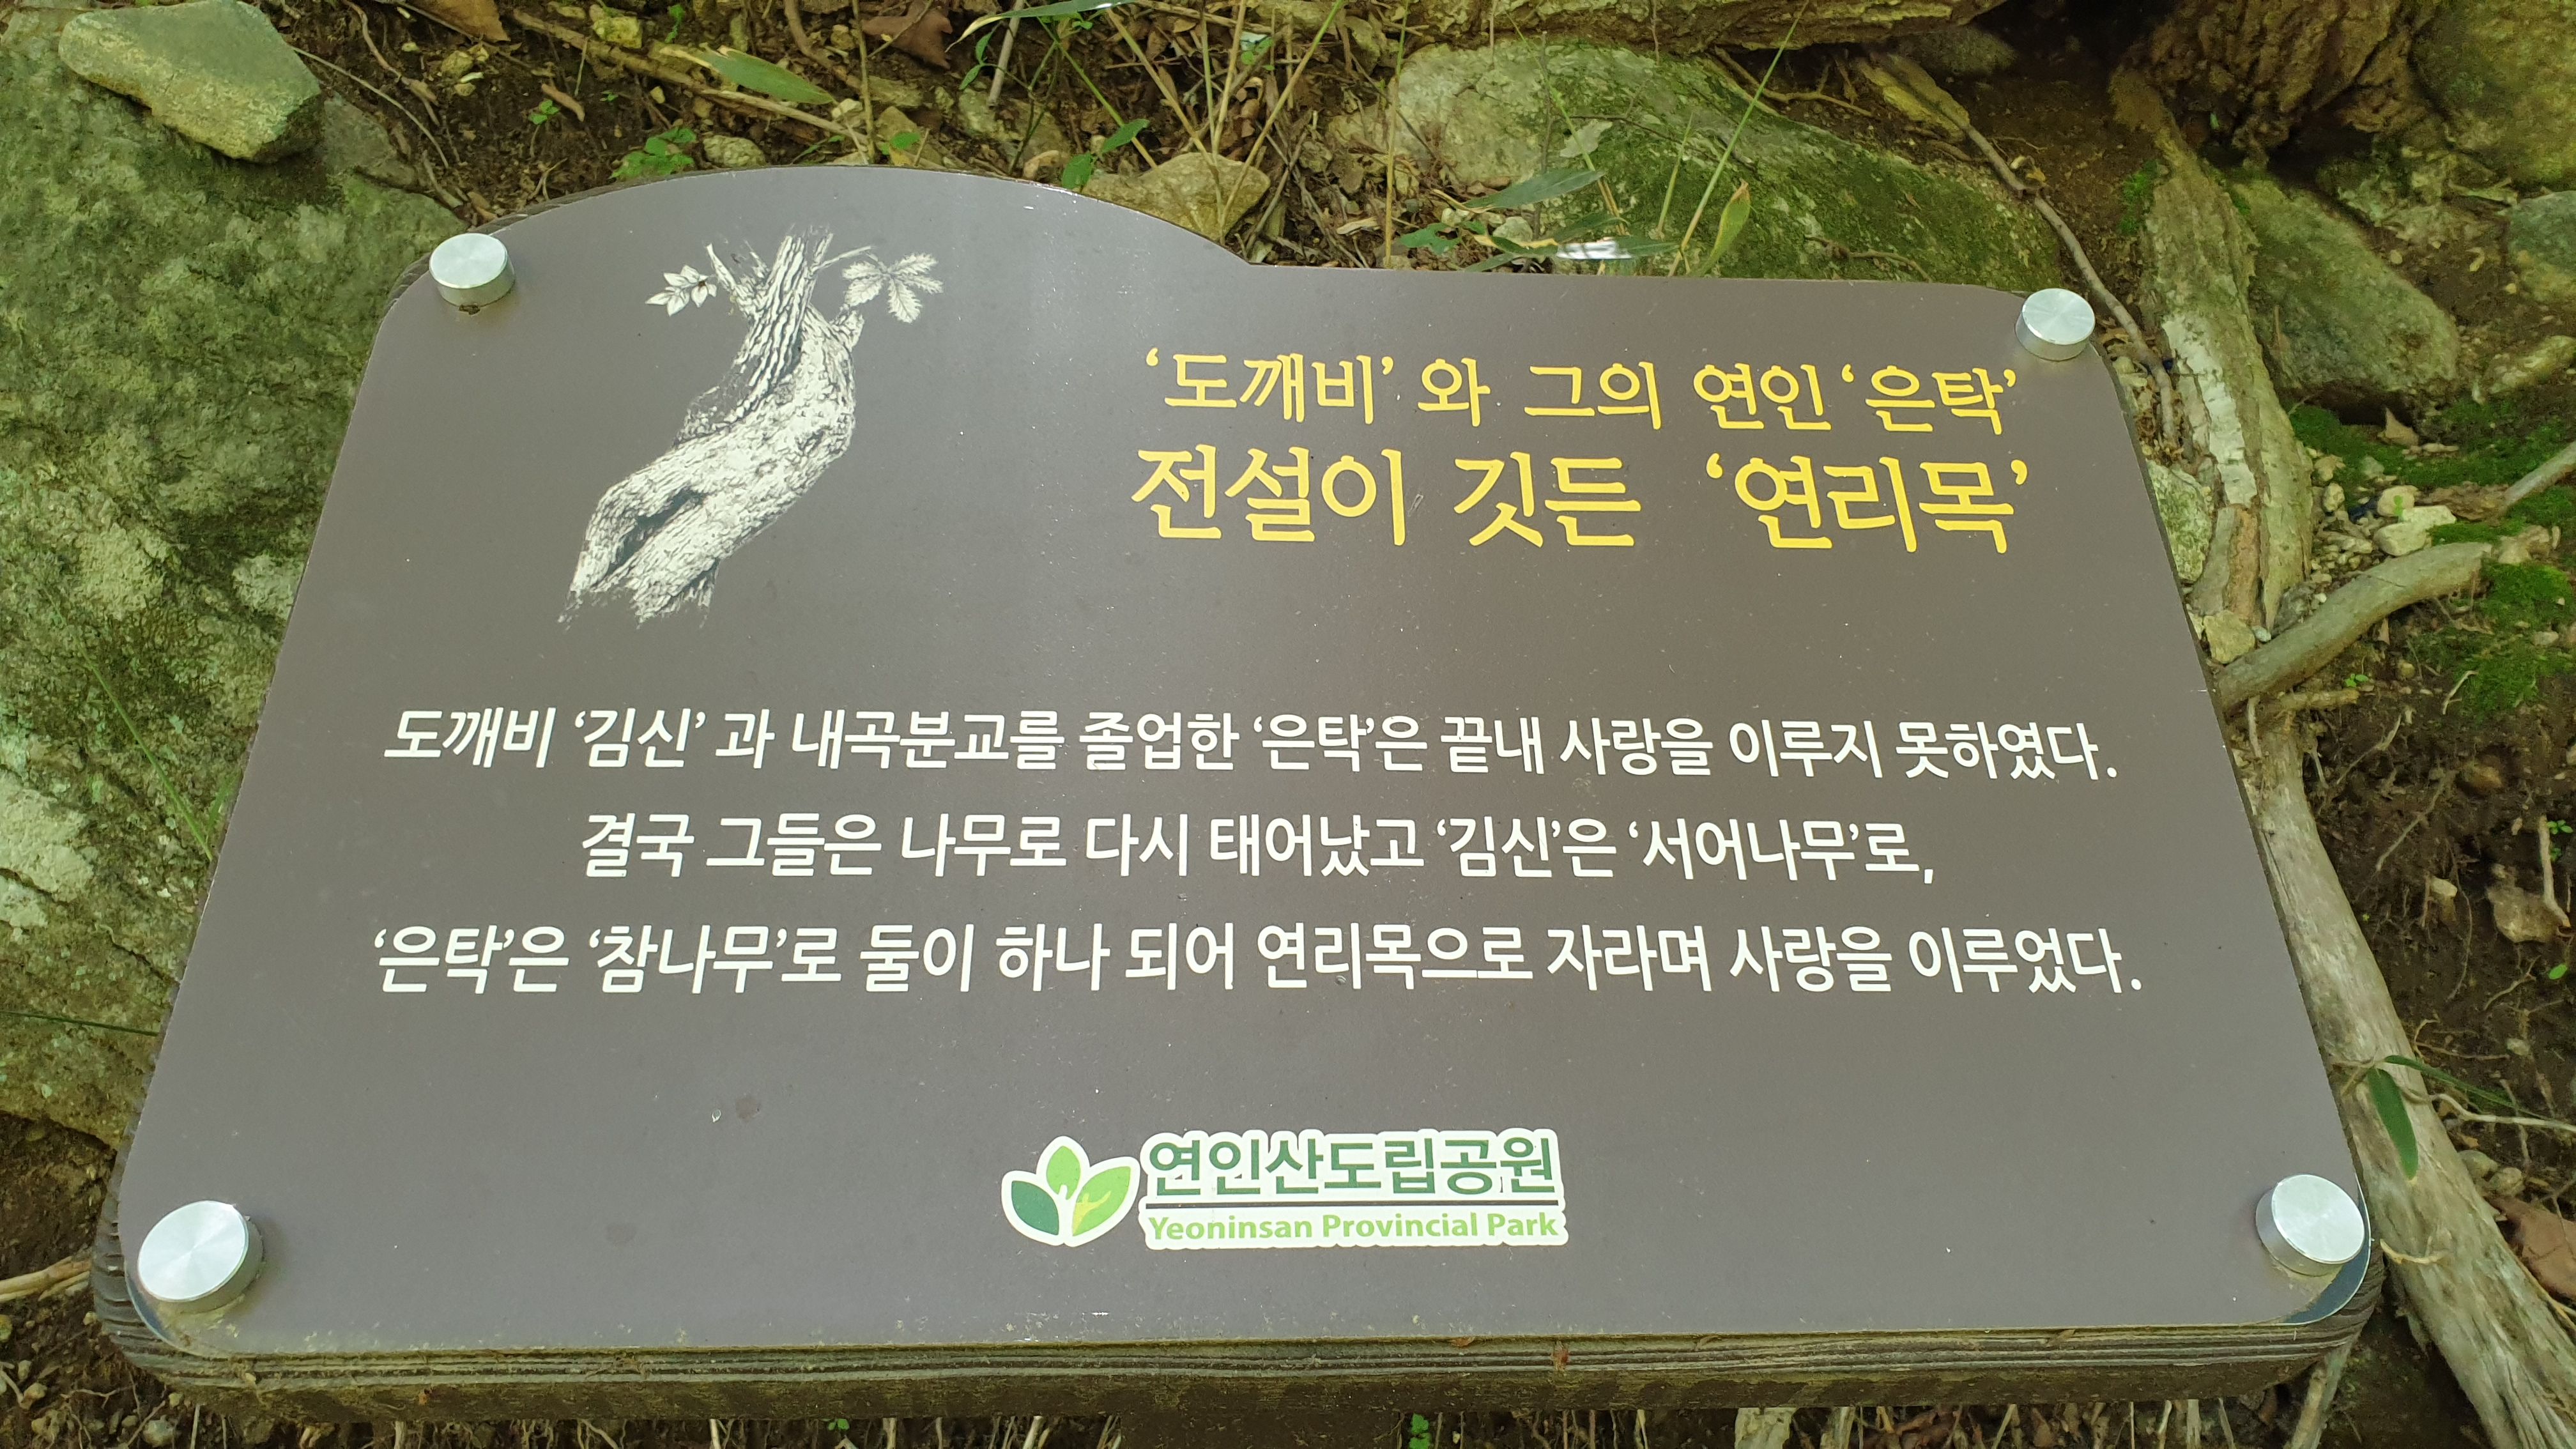 ‘도깨비’ 와 그의 연인 ‘은탁’
전설이 깃든 ‘연리목’
도깨비 ‘김신’ 과 내곡분교를 졸업한 ‘은탁’은 끝내 사랑을 이루지 못하였다.
결국 그들은 나무로 다시 태어났고 ‘김신’은 ‘서어나무’로,
‘은탁’은 ‘참나무’로 둘이 하나 되어 연리목으로 자라며 사랑을 이루었다.
연인산도립공원
Yeoninsan Provincial Park